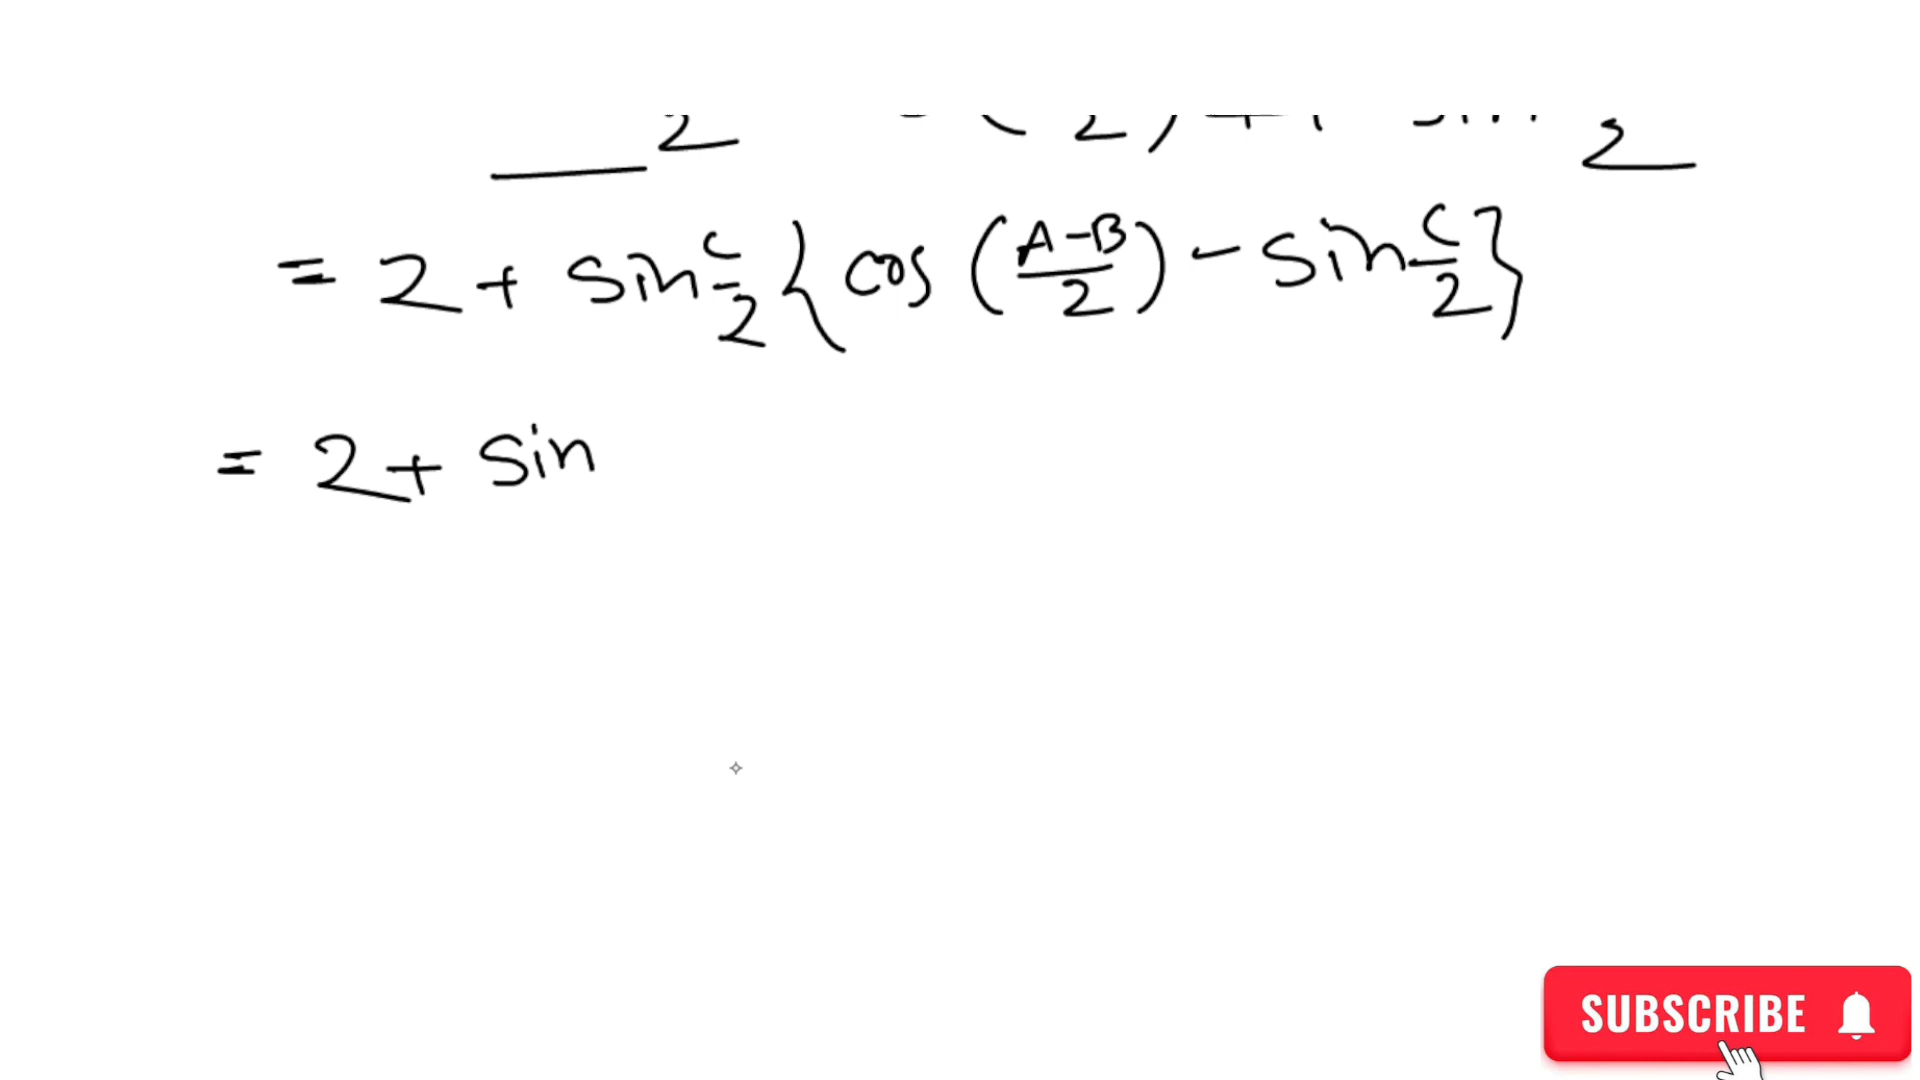 = 2 + sin C/2 { cos (A-B/2) - sin C/2 }
= 2 + sin
SUBSCRIBE